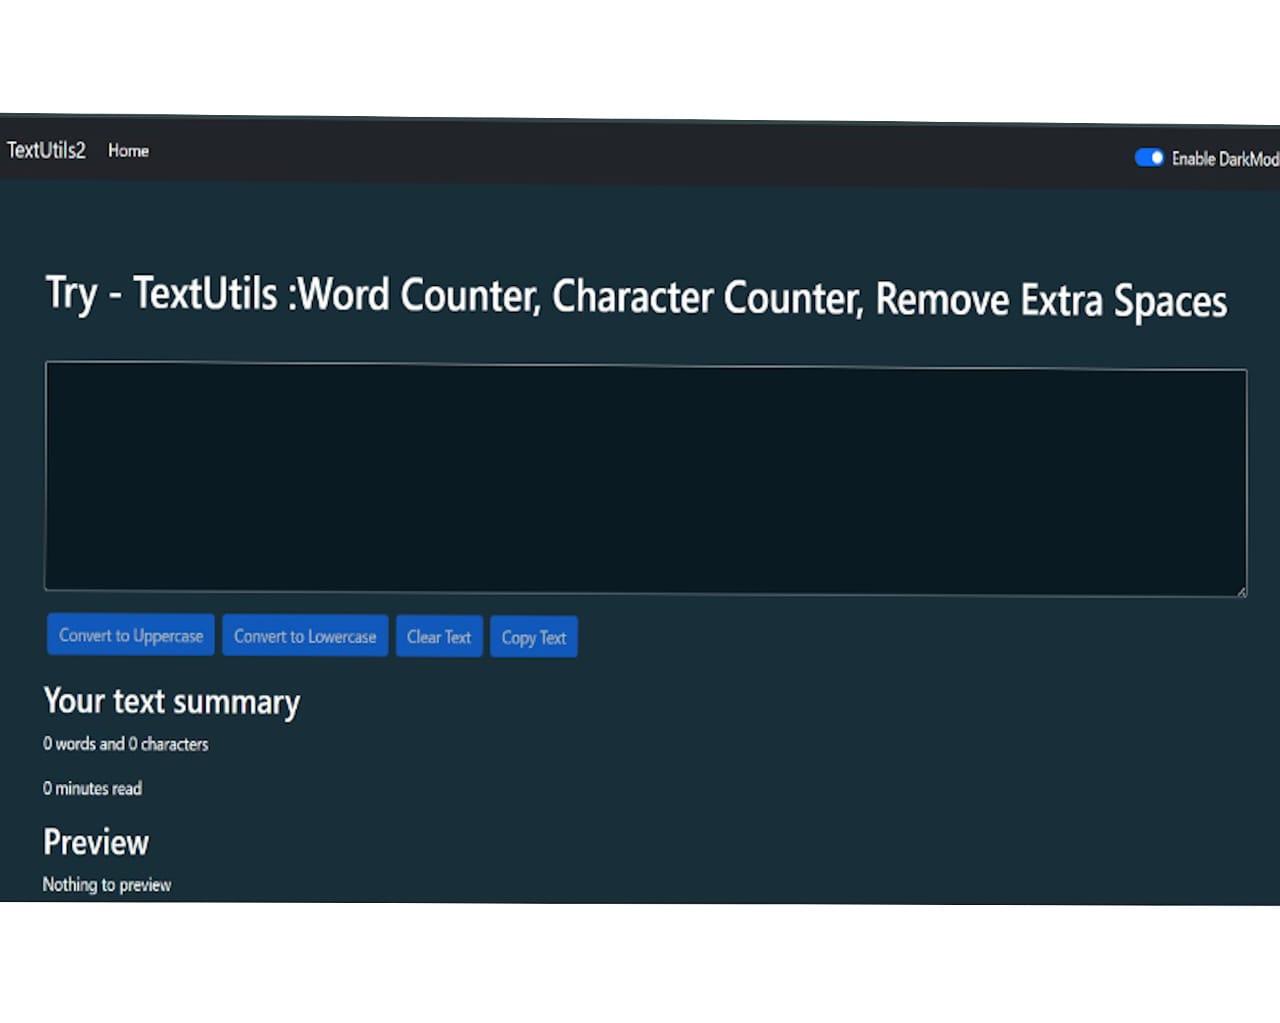 TextUtils2 Home Enable DarkMod
Try - TextUtils :Word Counter, Character Counter, Remove Extra Spaces
Convert to Uppercase Convert to Lowercase Clear Text Copy Text
Your text summary
0 words and 0 characters
0 minutes read
Preview
Nothing to preview